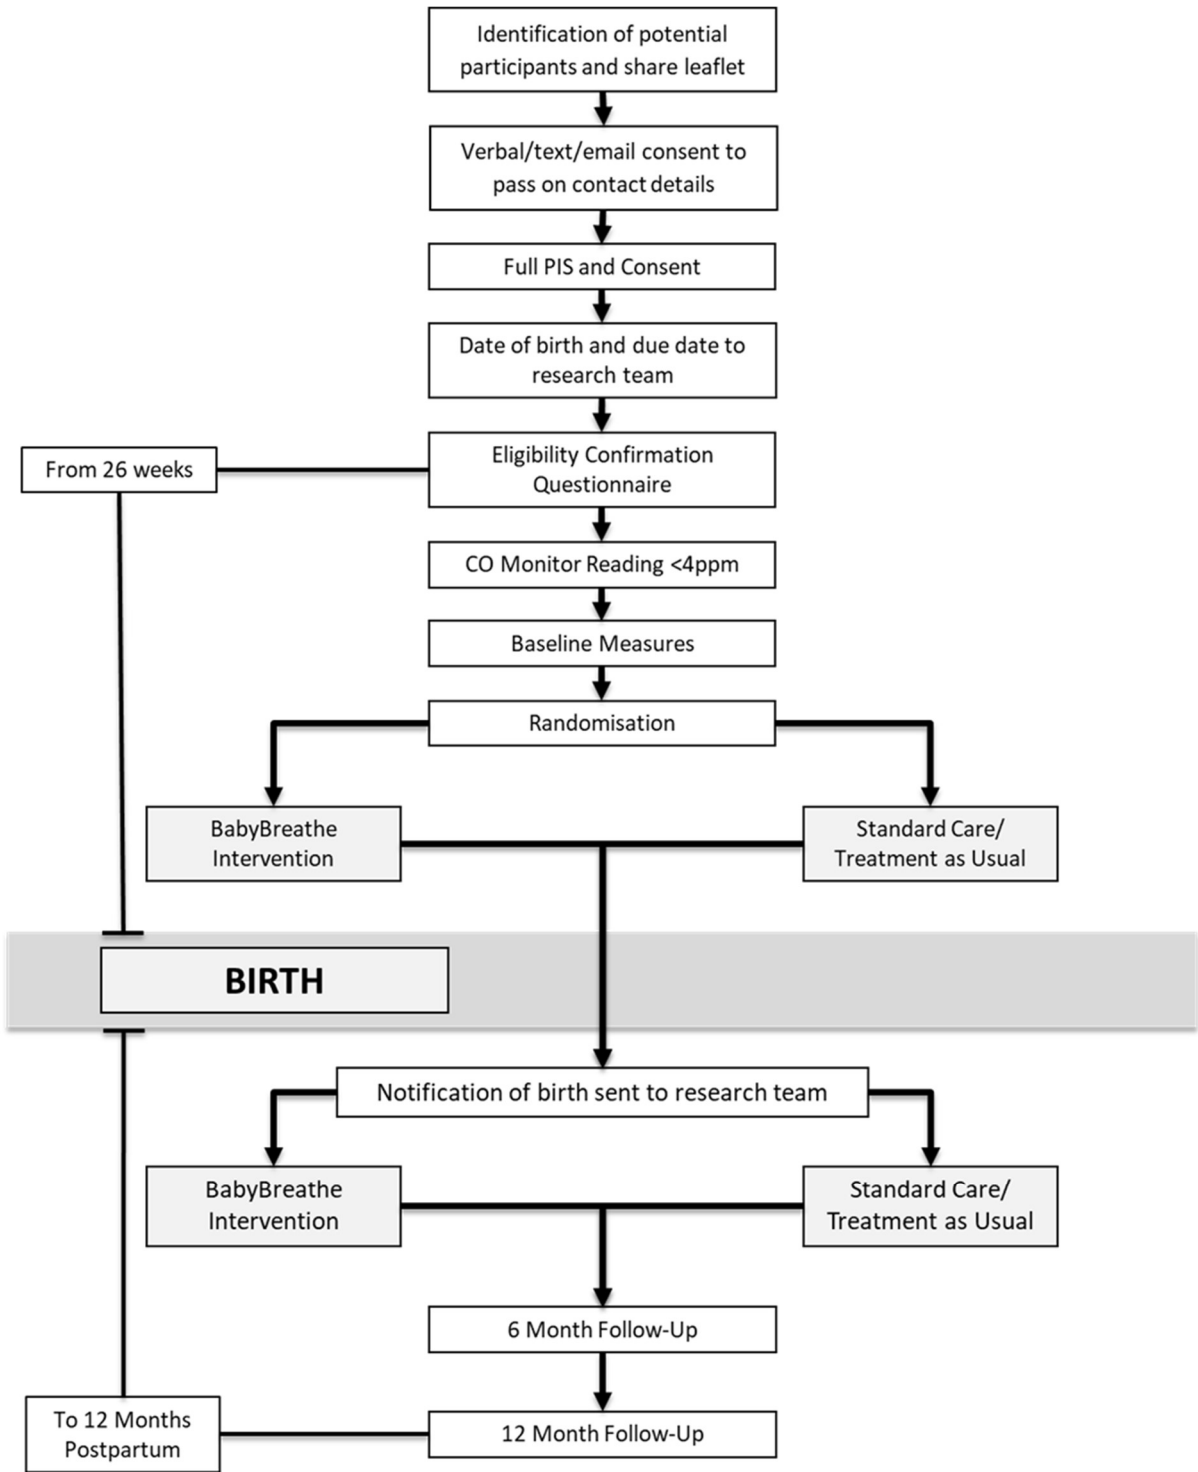 Identification of potential
participants and share leaflet
Verbal/text/email consent to
pass on contact details
Full PIS and Consent
Date of birth and due date to
research team
From 26 weeks
Eligibility Confirmation
Questionnaire
CO Monitor Reading <4ppm
Baseline Measures
Randomisation
BabyBreathe
Intervention
Standard Care/
Treatment as Usual
BIRTH
Notification of birth sent to research team
BabyBreathe
Intervention
Standard Care/
Treatment as Usual
6 Month Follow-Up
To 12 Months
Postpartum
12 Month Follow-Up